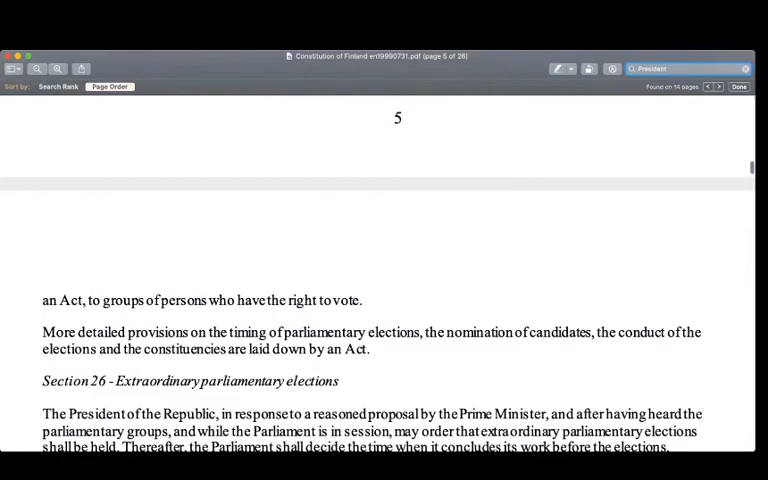 Constitution of Finland en19990731.pdf (page 5 of 26)
President
Sort by: Search Rank Page Order Found on 14 pages < > Done
5
an Act, to groups of persons who have the right to vote.
More detailed provisions on the timing of parliamentary elections, the nomination of candidates, the conduct of the
elections and the constituencies are laid down by an Act.
Section 26 - Extraordinary parliamentary elections
The President of the Republic, in response to a reasoned proposal by the Prime Minister, and after having heard the
parliamentary groups, and while the Parliament is in session, may order that extraordinary parliamentary elections
shall be held. Thereafter, the Parliament shall decide the time when it concludes its work before the elections.